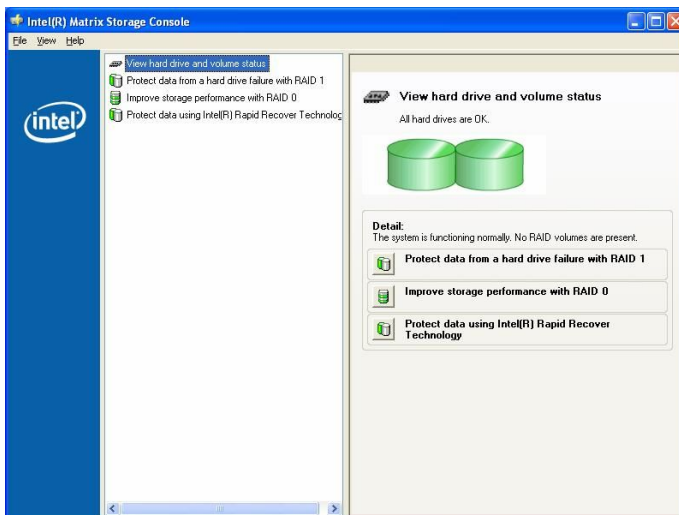 Intel(R) Matrix Storage Console
File View Help
intel
View hard drive and volume status
Protect data from a hard drive failure with RAID 1
Improve storage performance with RAID 0
Protect data using Intel(R) Rapid Recover Technolog
View hard drive and volume status
All hard drives are OK.
Detail:
The system is functioning normally. No RAID volumes are present.
Protect data from a hard drive failure with RAID 1
Improve storage performance with RAID 0
Protect data using Intel(R) Rapid Recover
Technology